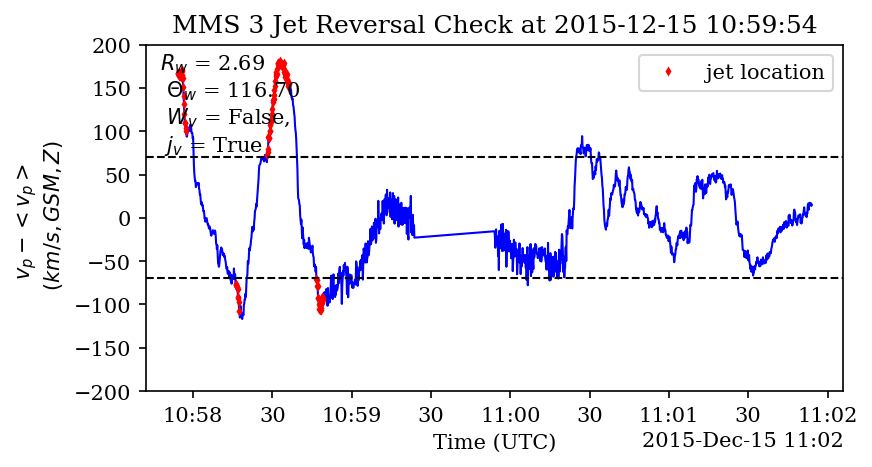 MMS 3 Jet Reversal Check at 2015-12-15 10:59:54
R_w = 2.69
Θ_w = 116.70
W_v = False,
j_v = True
jet location
v_p − < v_p >
(km/s, GSM, Z)
200
150
100
50
0
−50
−100
−150
−200
10:58 30 10:59 30 11:00 30 11:01 30 11:02
Time (UTC)
2015-Dec-15 11:02